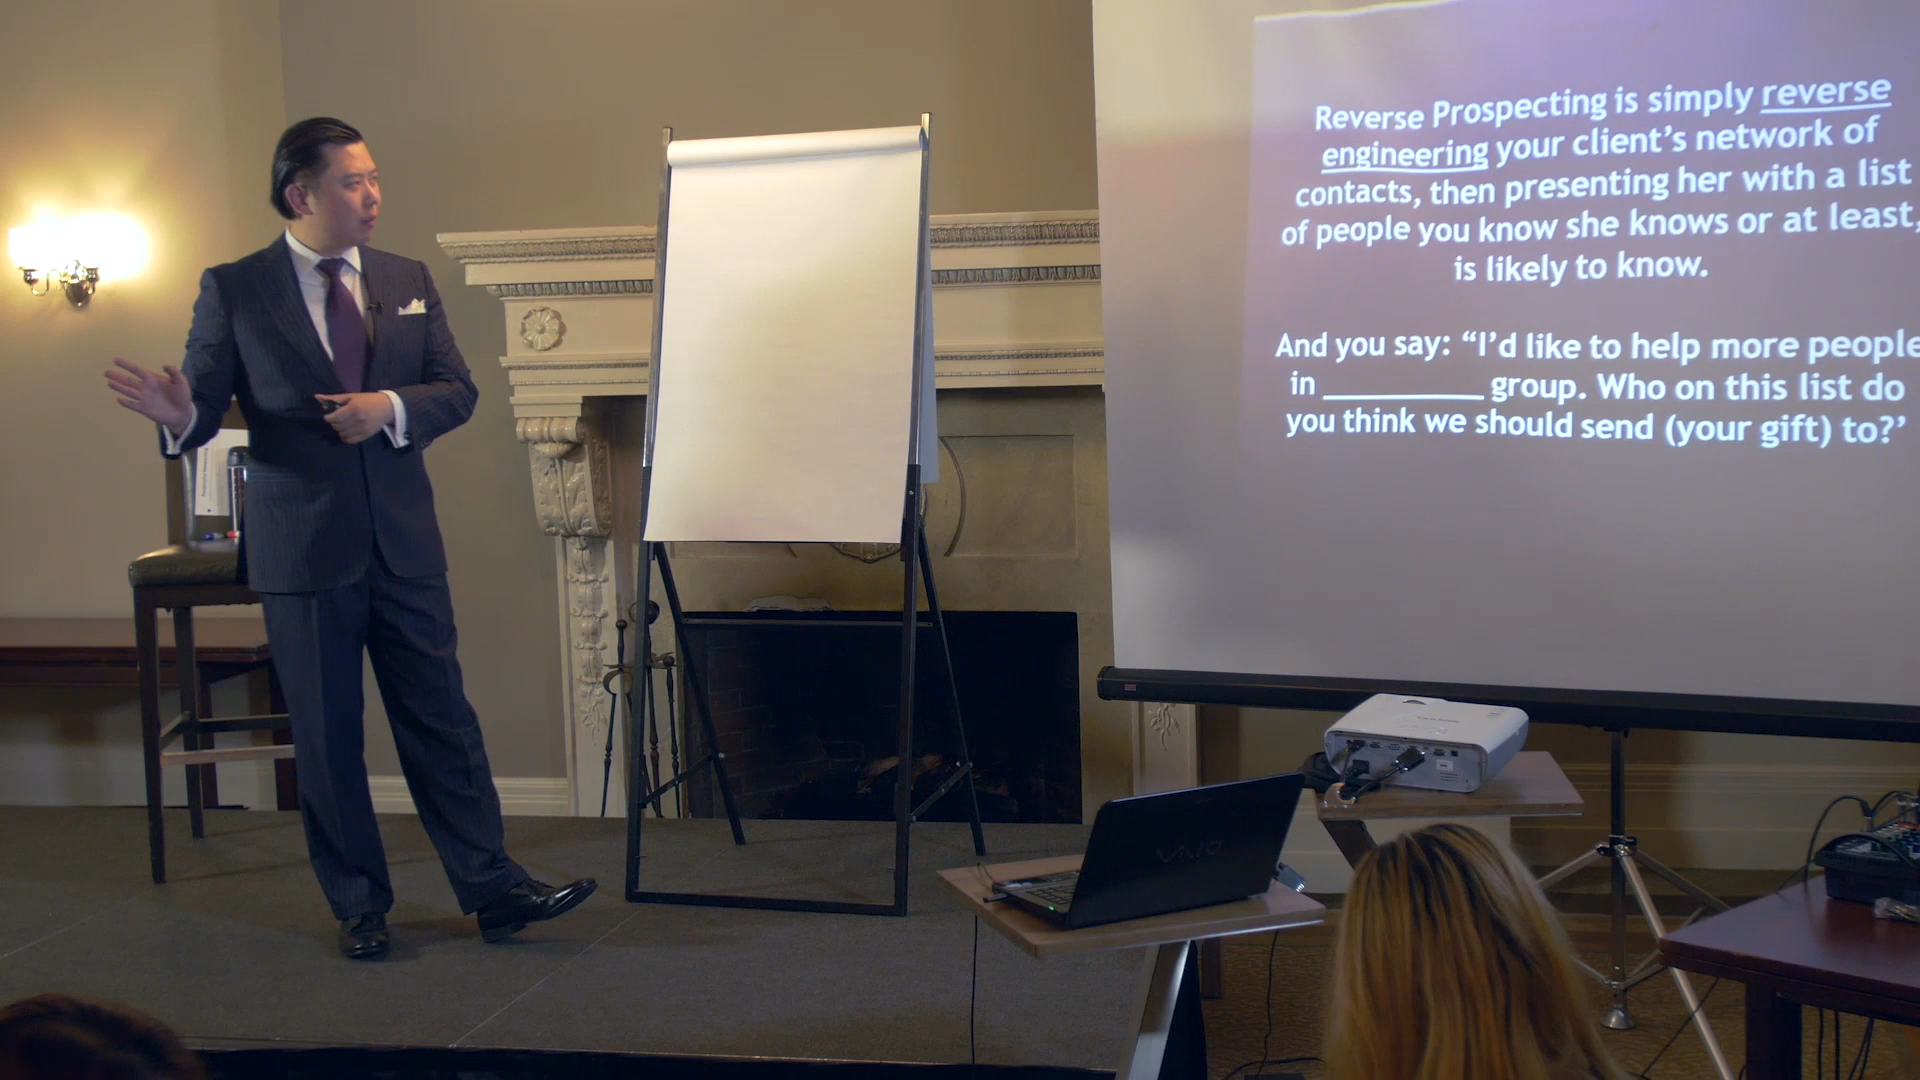 Reverse Prospecting is simply reverse
engineering your client's network of
contacts, then presenting her with a list
of people you know she knows or at least,
is likely to know.
And you say: “I'd like to help more people
in __________ group. Who on this list do
you think we should send (your gift) to?’
VAIO